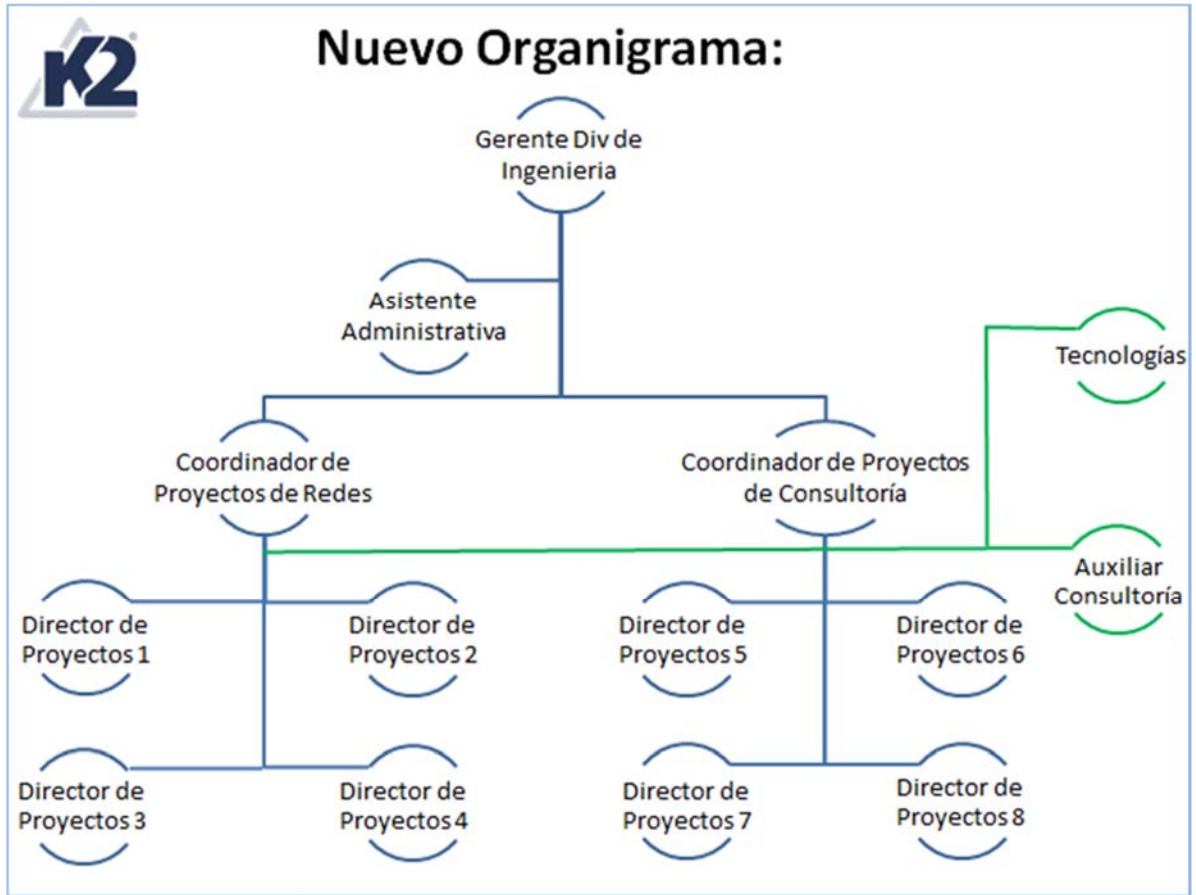 K2
Nuevo Organigrama:
Gerente Div de
Ingenieria
Asistente
Administrativa
Tecnologías
Coordinador de
Proyectos de Redes
Coordinador de Proyectos
de Consultoría
Auxiliar
Consultoría
Director de
Proyectos 1
Director de
Proyectos 2
Director de
Proyectos 5
Director de
Proyectos 6
Director de
Proyectos 3
Director de
Proyectos 4
Director de
Proyectos 7
Director de
Proyectos 8